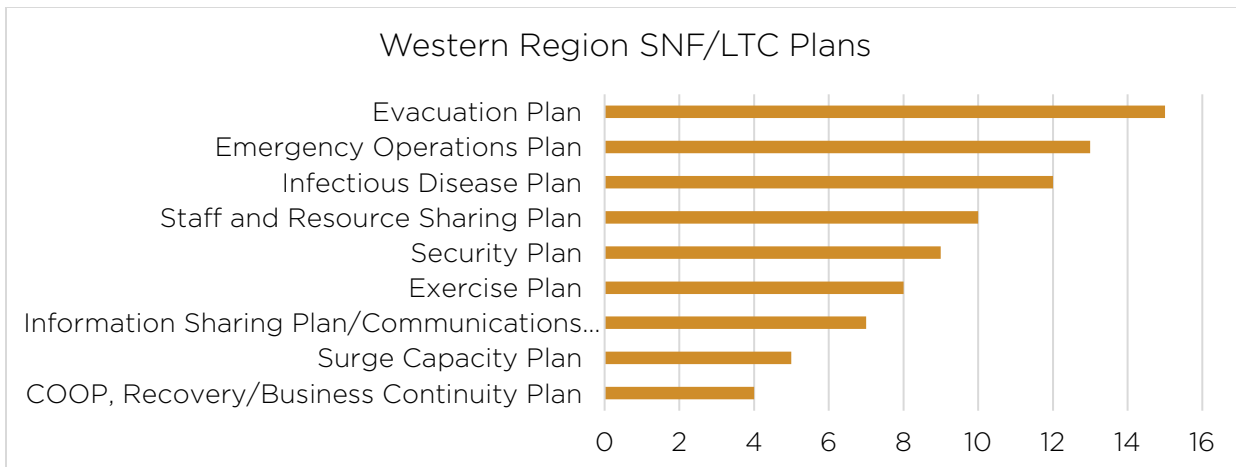 Western Region SNF/LTC Plans
Evacuation Plan
Emergency Operations Plan
Infectious Disease Plan
Staff and Resource Sharing Plan
Security Plan
Exercise Plan
Information Sharing Plan/Communications...
Surge Capacity Plan
COOP, Recovery/Business Continuity Plan
0 2 4 6 8 10 12 14 16